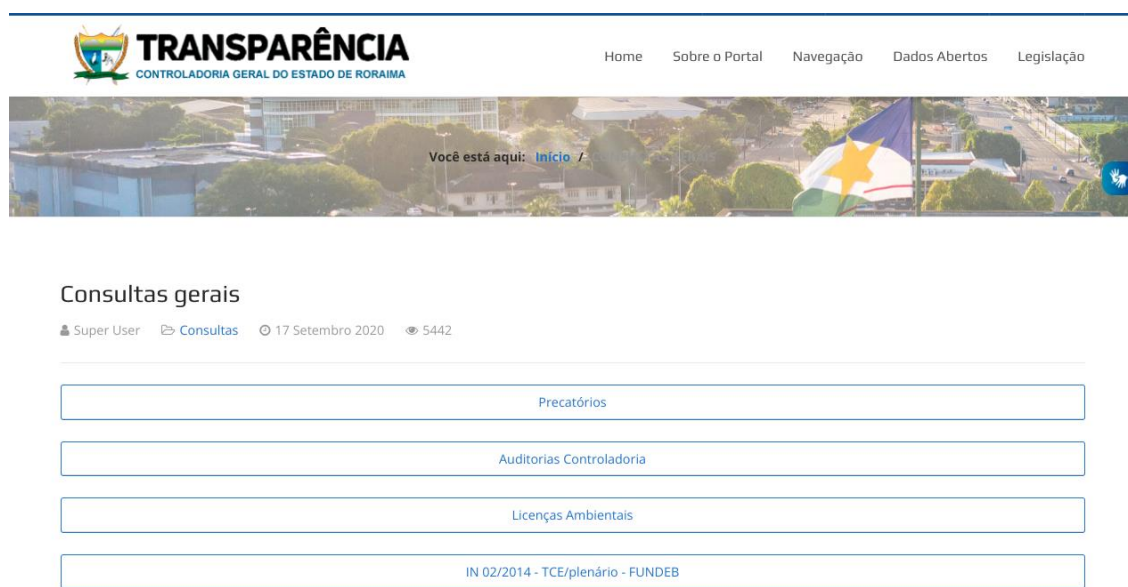 TRANSPARÊNCIA
CONTROLADORIA GERAL DO ESTADO DE RORAIMA
Home Sobre o Portal Navegação Dados Abertos Legislação
Você está aqui: Início /
Consultas gerais
Super User Consultas 17 Setembro 2020 5442
Precatórios
Auditorias Controladoria
Licenças Ambientais
IN 02/2014 - TCE/plenário - FUNDEB